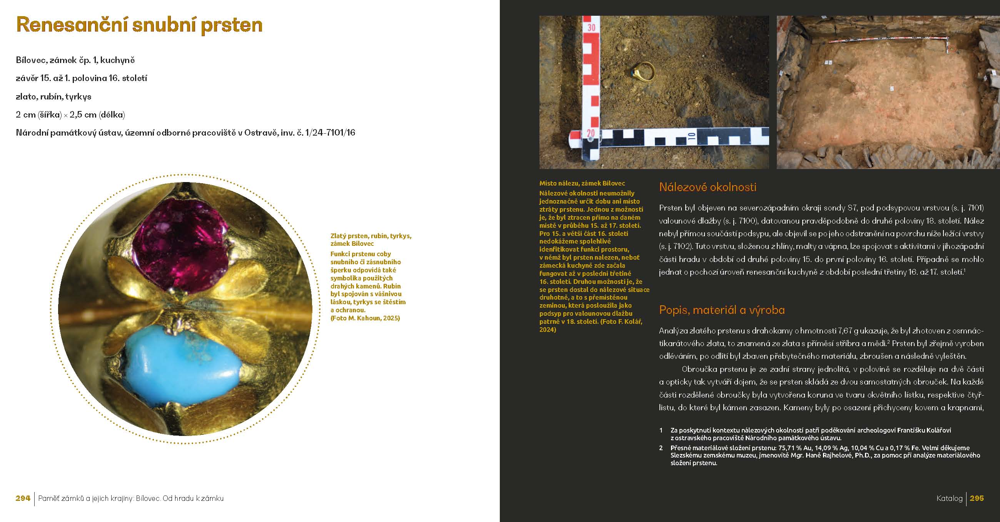 Renesanční snubní prsten
Bílovec, zámek čp. 1, kuchyně
závěr 15. až 1. polovina 16. století
zlato, rubín, tyrkys
2 cm (šířka) × 2,5 cm (délka)
Národní památkový ústav, územní odborné pracoviště v Ostravě, inv. č. 1/24-7101/16
Zlatý prsten, rubín, tyrkys,
zámek Bílovec
Funkci prstenu coby
snubního či zásnubního
šperku odpovídá také
symbolika použitých
drahých kamenů. Rubín
byl spojován s vášnivou
láskou, tyrkys se štěstím
a ochranou.
(Foto M. Kahoun, 2025)
294 Paměť zámků a jejich krajiny: Bílovec. Od hradu k zámku
30
20
10
Místo nálezu, zámek Bílovec
Nálezové okolnosti neumožnily
jednoznačně určit dobu ani místo
ztráty prstenu. Jednou z možností
je, že byl ztracen přímo na daném
místě v průběhu 15. až 17. století.
Pro 15. a větší část 16. století
nedokážeme spolehlivě
idenfitikovat funkci prostoru,
v němž byl prsten nalezen, neboť
zámecká kuchyně zde začala
fungovat až v poslední třetině
16. století. Druhou možností je, že
se prsten dostal do nálezové situace
druhotně, a to s přemístěnou
zeminou, která posloužila jako
podsyp pro valounovou dlažbu
patrně v 18. století. (Foto F. Kolář,
2024)
Nálezové okolnosti
Prsten byl objeven na severozápadním okraji sondy S7, pod podsypovou vrstvou (s. j. 7101)
valounové dlažby (s. j. 7100), datovanou pravděpodobně do druhé poloviny 18. století. Nález
nebyl přímou součástí podsypu, ale objevil se po jeho odstranění na povrchu níže ležící vrstvy
(s. j. 7102). Tuto vrstvu, složenou z hlíny, malty a vápna, lze spojovat s aktivitami v jihozápadní
části hradu v období od druhé poloviny 15. do první poloviny 16. století. Případně se mohlo
jednat o pochozí úroveň renesanční kuchyně z období poslední třetiny 16. až 17. století.¹
Popis, materiál a výroba
Analýza zlatého prstenu s drahokamy o hmotnosti 7,67 g ukazuje, že byl zhotoven z osmnác-
tikarátového zlata, to znamená ze zlata s příměsí stříbra a mědi.² Prsten byl zřejmě vyroben
odléváním, po odlití byl zbaven přebytečného materiálu, zbroušen a následně vyleštěn.
Obroučka prstenu je ze zadní strany jednolitá, v polovině se rozděluje na dvě části
a opticky tak vytváří dojem, že se prsten skládá ze dvou samostatných obrouček. Na každé
části rozdělené obroučky byla vytvořena koruna ve tvaru okvětního lístku, respektive čtyř-
listu, do které byl kámen zasazen. Kameny byly po osazení přichyceny kovem a krapnami,
1 Za poskytnutí kontextu nálezových okolností patří poděkování archeologovi Františku Kolářovi
z ostravského pracoviště Národního památkového ústavu.
2 Přesné materiálové složení prstenu: 75,71 % Au, 14,09 % Ag, 10,04 % Cu a 0,17 % Fe. Velmi děkujeme
Slezskému zemskému muzeu, jmenovitě Mgr. Haně Rajhelové, Ph.D., za pomoc při analýze materiálového
složení prstenu.
Katalog 295